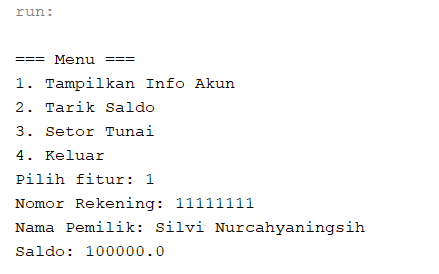 run:
=== Menu ===
1. Tampilkan Info Akun
2. Tarik Saldo
3. Setor Tunai
4. Keluar
Pilih fitur: 1
Nomor Rekening: 11111111
Nama Pemilik: Silvi Nurcahyaningsih
Saldo: 100000.0